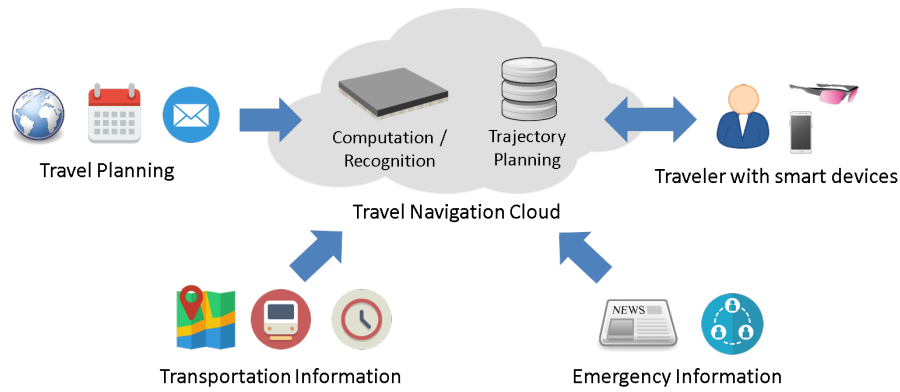 Computation /
Recognition
Trajectory
Planning
Travel Planning
Traveler with smart devices
Travel Navigation Cloud
NEWS
Transportation Information
Emergency Information